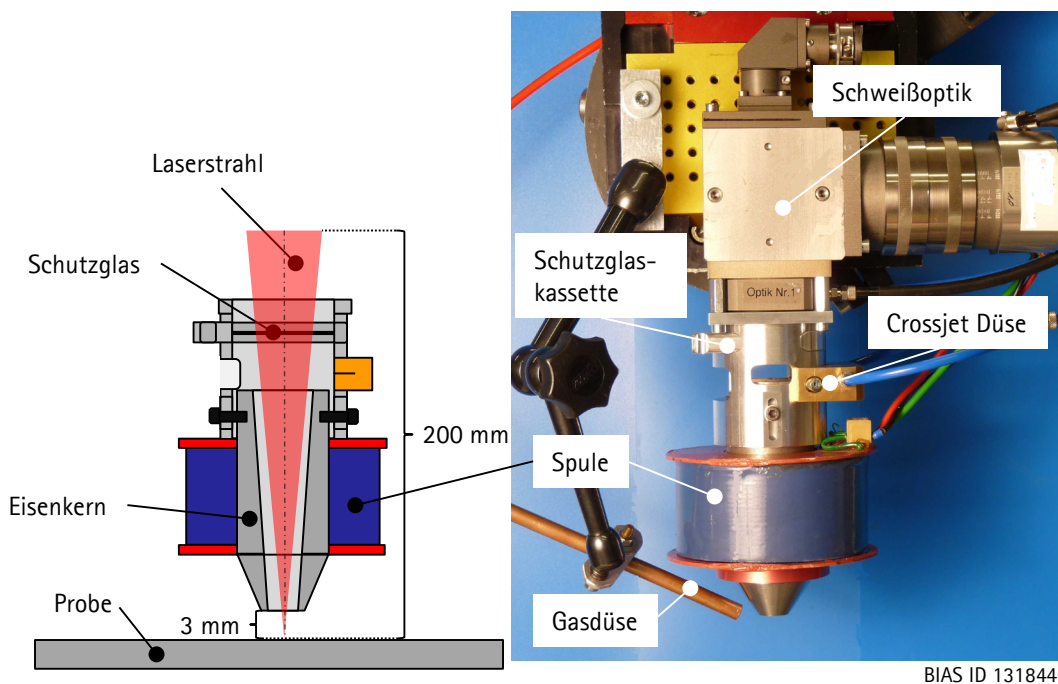 Laserstrahl
Schutzglas
200 mm
Eisenkern
Probe
3 mm
Schweißoptik
Schutzglas-
kassette
Optik Nr.1
Crossjet Düse
Spule
Gasdüse
BIAS ID 131844